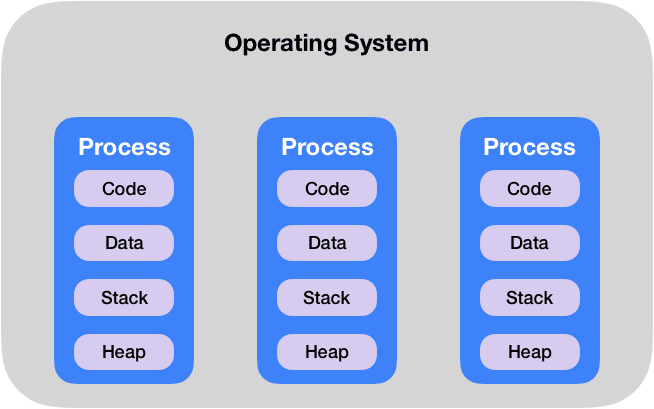 Operating System
Process
Code
Data
Stack
Heap
Process
Code
Data
Stack
Heap
Process
Code
Data
Stack
Heap